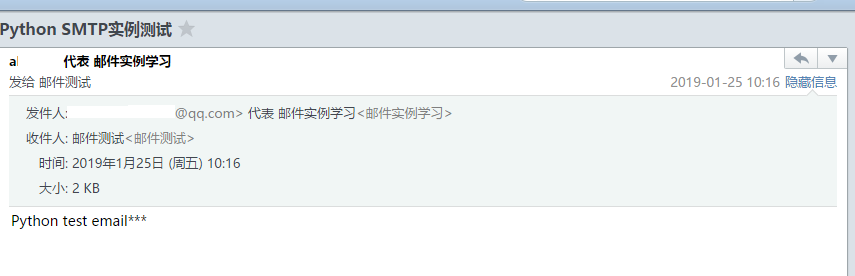 Python SMTP实例测试
代表 邮件实例学习
发给 邮件测试 2019-01-25 10:16 隐藏信息
发件人: @qq.com> 代表 邮件实例学习<邮件实例学习>
收件人: 邮件测试<邮件测试>
时间: 2019年1月25日 (周五) 10:16
大小: 2 KB
Python test email***